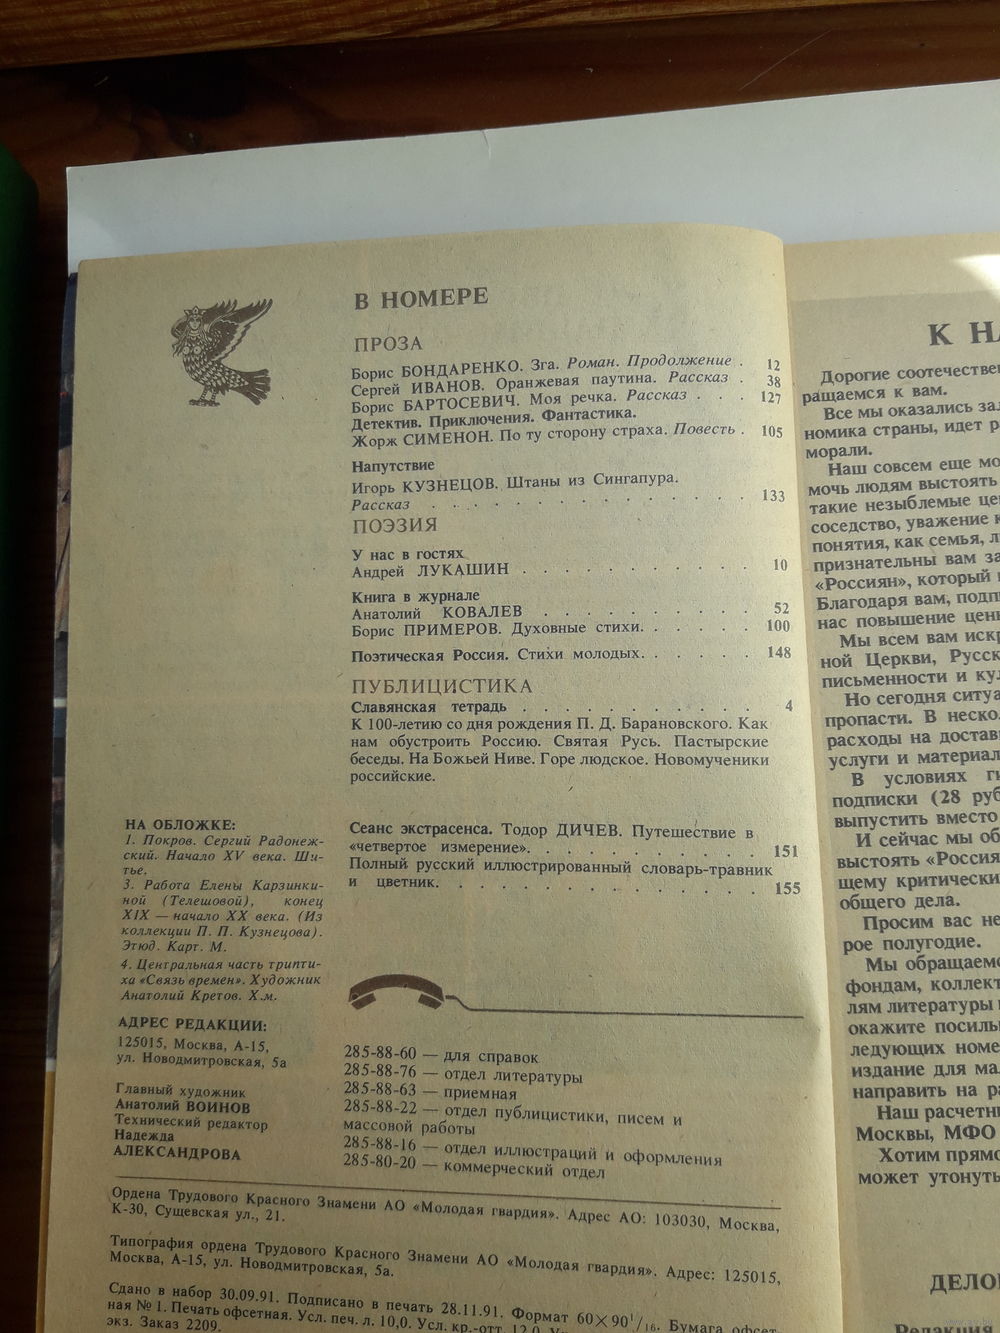 В НОМЕРЕ
ПРОЗА
Борис БОНДАРЕНКО. Зга. Роман. Продолжение . 12
Сергей ИВАНОВ. Оранжевая паутина. Рассказ . 38
Борис БАРТОСЕВИЧ. Моя речка. Рассказ . . . 127
Детектив. Приключения. Фантастика.
Жорж СИМЕНОН. По ту сторону страха. Повесть . 105
Напутствие
Игорь КУЗНЕЦОВ. Штаны из Сингапура.
Рассказ . . . . . . . . . . . . . 133
ПОЭЗИЯ
У нас в гостях
Андрей ЛУКАШИН . . . . . . . . . . 10
Книга в журнале
Анатолий КОВАЛЕВ . . . . . . . . . . 52
Борис ПРИМЕРОВ. Духовные стихи. . . . . . 100
Поэтическая Россия. Стихи молодых. . . . . . 148
ПУБЛИЦИСТИКА
Славянская тетрадь . . . . . . . . . . 4
К 100-летию со дня рождения П. Д. Барановского. Как
нам обустроить Россию. Святая Русь. Пастырские
беседы. На Божьей Ниве. Горе людское. Новомученики
российские.
Сеанс экстрасенса. Тодор ДИЧЕВ. Путешествие в
«четвертое измерение». . . . . . . . . . . 151
Полный русский иллюстрированный словарь-травник
и цветник. . . . . . . . . . . . . . . 155
НА ОБЛОЖКЕ:
1. Покров. Сергий Радонеж-
ский. Начало XV века. Ши-
тье.
3. Работа Елены Карзинки-
ной (Телешовой), конец
XIX — начало XX века. (Из
коллекции П. П. Кузнецова).
Этюд. Карт. М.
4. Центральная часть трипти-
ха «Связь времен». Художник
Анатолий Кретов. Х.м.
АДРЕС РЕДАКЦИИ:
125015, Москва, А-15,
ул. Новодмитровская, 5а
Главный художник
Анатолий ВОИНОВ
Технический редактор
Надежда
АЛЕКСАНДРОВА
285-88-60 — для справок
285-88-76 — отдел литературы
285-88-63 — приемная
285-88-22 — отдел публицистики, писем и
массовой работы
285-88-16 — отдел иллюстраций и оформления
285-80-20 — коммерческий отдел
Ордена Трудового Красного Знамени АО «Молодая гвардия». Адрес АО: 103030, Москва,
К-30, Сущевская ул., 21.
Типография ордена Трудового Красного Знамени АО «Молодая гвардия». Адрес: 125015,
Москва, А-15, ул. Новодмитровская, 5а.
Сдано в набор 30.09.91. Подписано в печать 28.11.91. Формат 60×90 1/16. Бумага офсет-
ная № 1. Печать офсетная. Усл. печ. л. 10,0. Усл. кр.-отт. 12,0.
экз. Заказ 2209.
К НА
Дорогие соотечестве
ращаемся к вам.
Все мы оказались за
номика страны, идет р
морали.
Наш совсем еще мо
мочь людям выстоять
такие незыблемые це
соседство, уважение к
понятия, как семья, л
признательны вам за
«Россиян», который
Благодаря вам, подп
нас повышение цен
Мы всем вам искр
ной Церкви, Русск
письменности и ку
Но сегодня ситуа
пропасти. В неско
расходы на достав
услуги и материал
В условиях ги
подписки (28 руб
выпустить вместо
И сейчас мы об
выстоять «Россия
щему критически
общего дела.
Просим вас не
рое полугодие.
Мы обращаемс
фондам, коллект
лям литературы
окажите посиль
ледующих номе
издание для ма
направить на ра
Наш расчетн
Москвы, МФО
Хотим прямо
может утонуть
ДЕЛО
Редакция